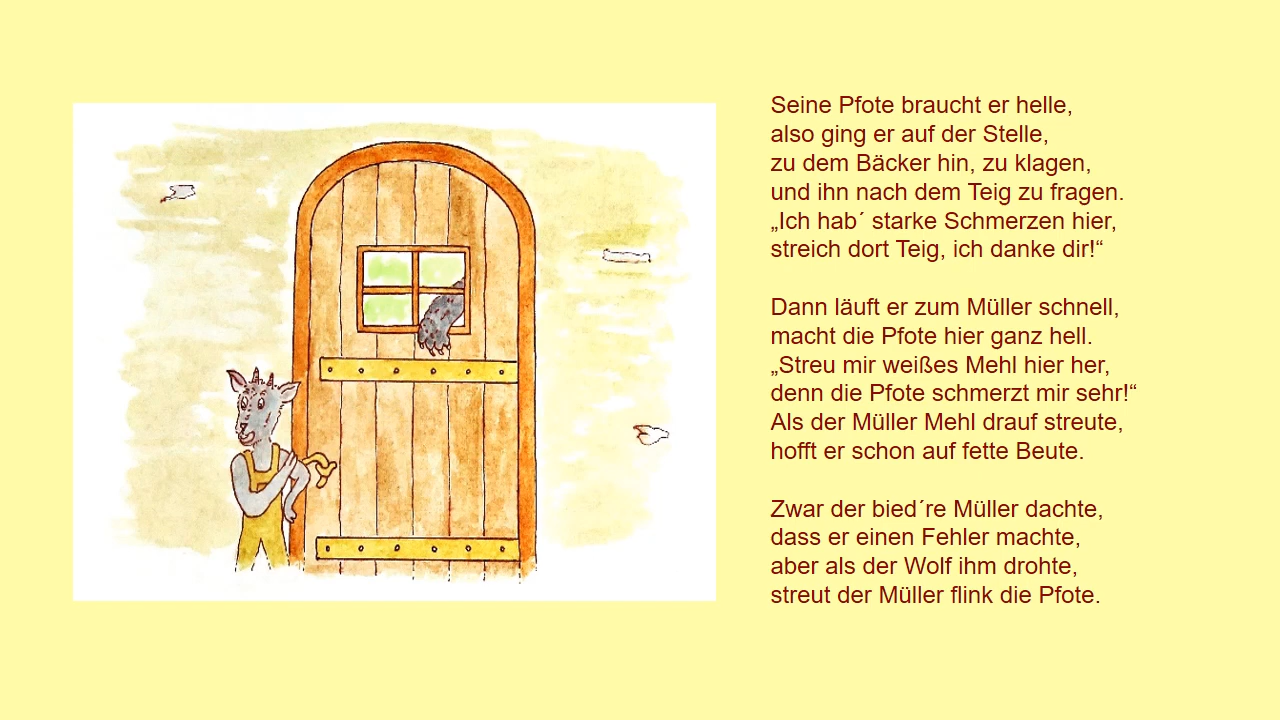 Seine Pfote braucht er helle,
also ging er auf der Stelle,
zu dem Bäcker hin, zu klagen,
und ihn nach dem Teig zu fragen.
„Ich hab´ starke Schmerzen hier,
streich dort Teig, ich danke dir!“
Dann läuft er zum Müller schnell,
macht die Pfote hier ganz hell.
„Streu mir weißes Mehl hier her,
denn die Pfote schmerzt mir sehr!“
Als der Müller Mehl drauf streute,
hofft er schon auf fette Beute.
Zwar der bied´re Müller dachte,
dass er einen Fehler machte,
aber als der Wolf ihm drohte,
streut der Müller flink die Pfote.